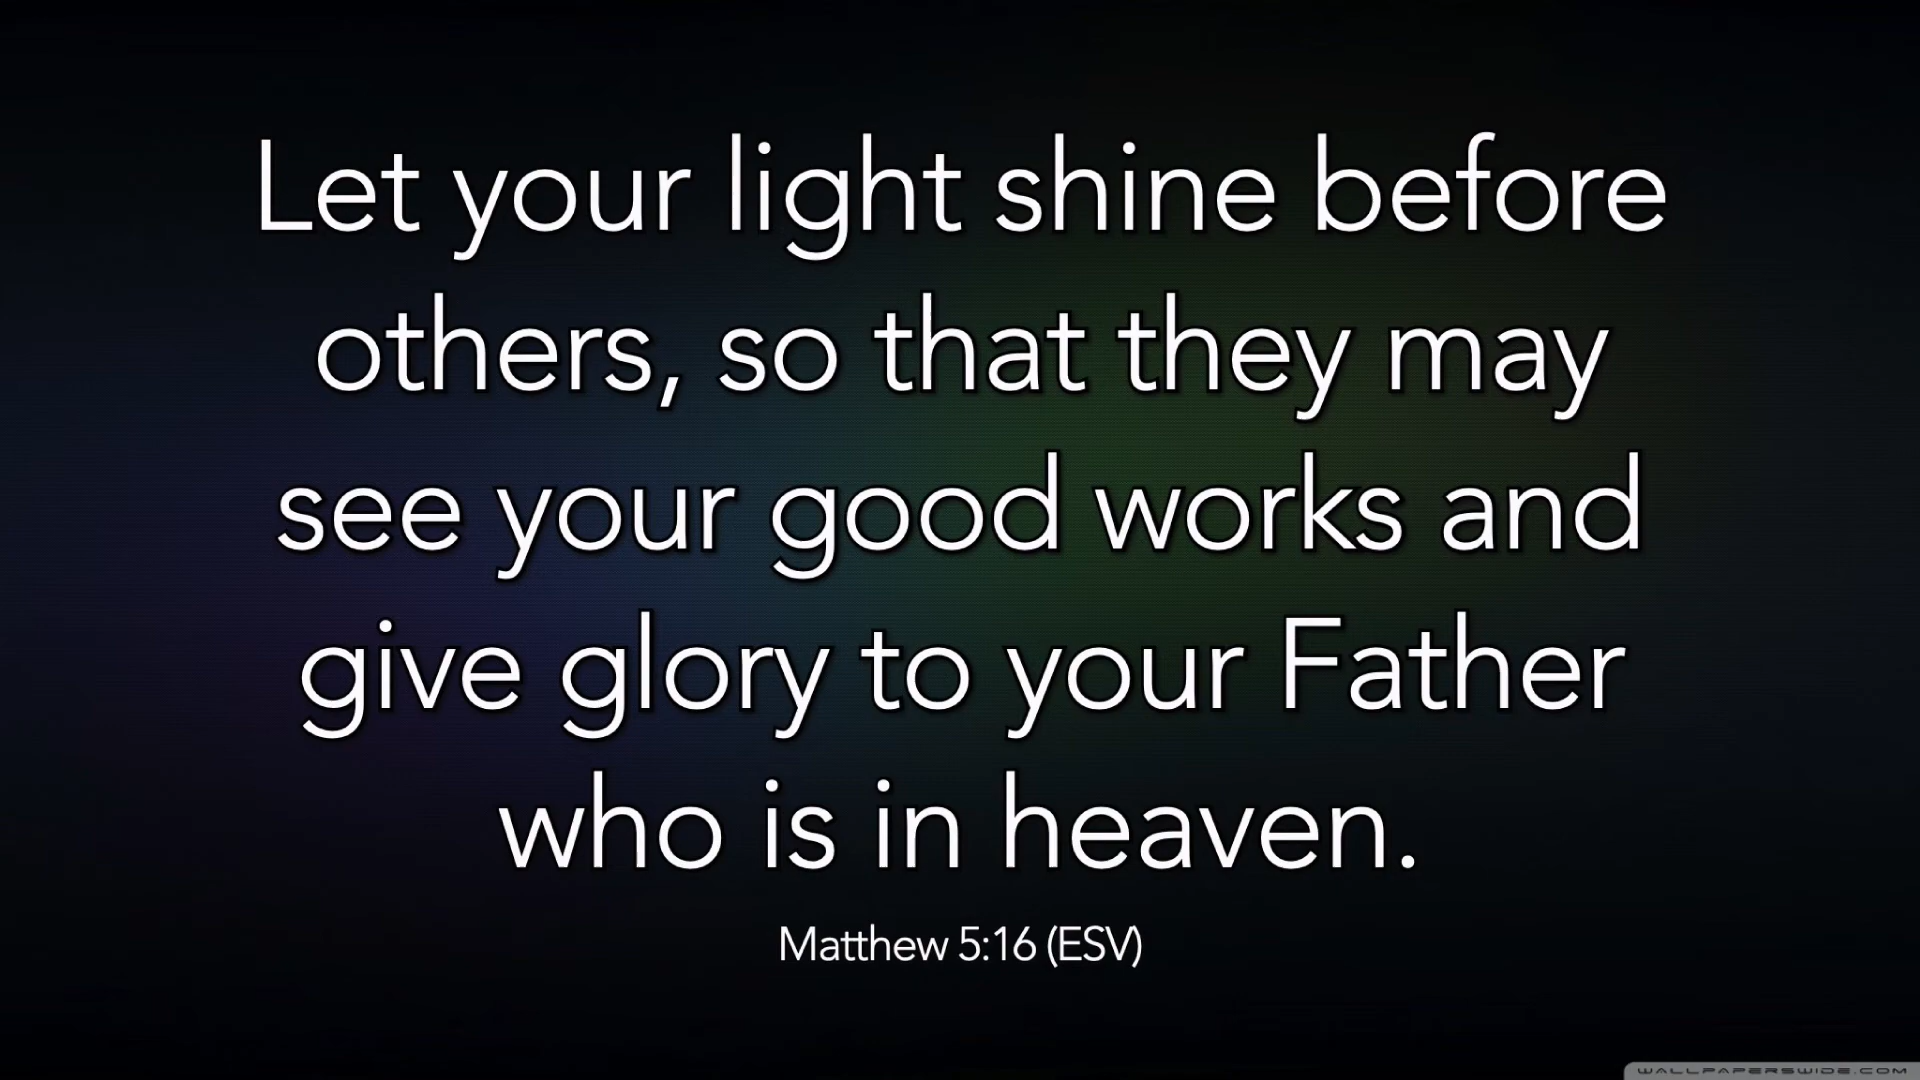 Let your light shine before
others, so that they may
see your good works and
give glory to your Father
who is in heaven.
Matthew 5:16 (ESV)
WALLPAPERSWIDE.COM